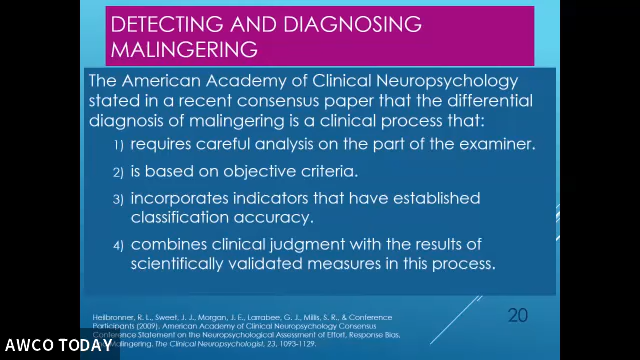 DETECTING AND DIAGNOSING
MALINGERING
The American Academy of Clinical Neuropsychology
stated in a recent consensus paper that the differential
diagnosis of malingering is a clinical process that:
1) requires careful analysis on the part of the examiner.
2) is based on objective criteria.
3) incorporates indicators that have established
classification accuracy.
4) combines clinical judgment with the results of
scientifically validated measures in this process.
Heilbronner, R. L., Sweet, J. J., Morgan, J. E., Larrabee, G. J., Millis, S. R., & Conference
Participants (2009). American Academy of Clinical Neuropsychology Consensus
Conference Statement on the Neuropsychological Assessment of Effort, Response Bias,
Malingering. The Clinical Neuropsychologist, 23, 1093-1129.
20
AWCO TODAY